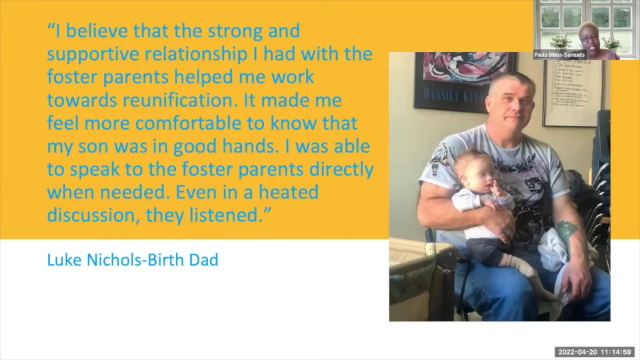 “I believe that the strong and
supportive relationship I had with the
foster parents helped me work
towards reunification. It made me
feel more comfortable to know that
my son was in good hands. I was able
to speak to the foster parents directly
when needed. Even in a heated
discussion, they listened.”
Luke Nichols-Birth Dad
2022-04-20 11:14:59